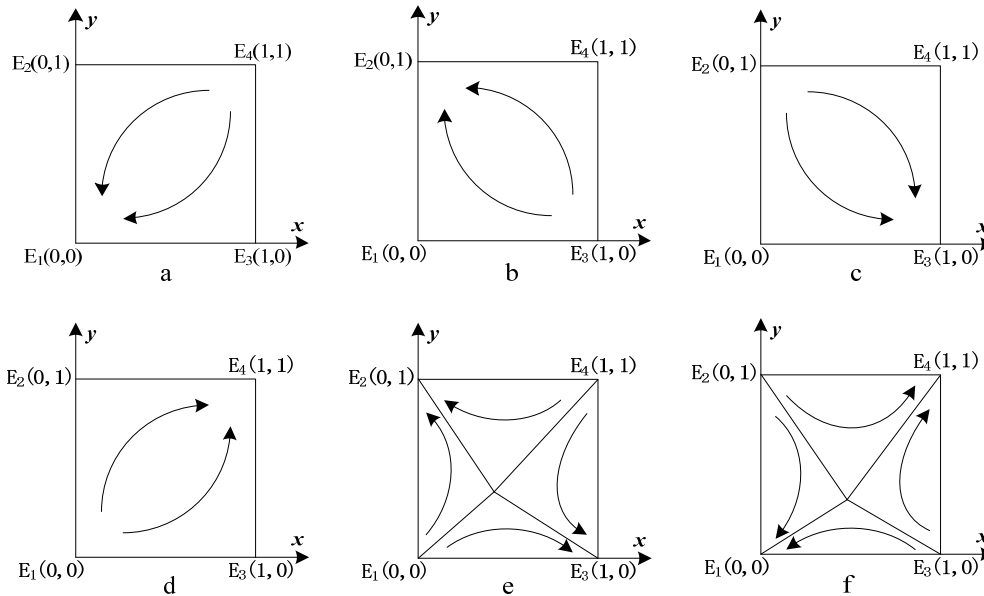 y
E₂(0,1)
E₄(1,1)
x
E₁(0,0)
E₃(1,0)
a
y
E₂(0,1)
E₄(1, 1)
x
E₁(0, 0)
E₃(1, 0)
b
y
E₂(0, 1)
E₄(1, 1)
x
E₁(0, 0)
E₃(1, 0)
c
y
E₂(0, 1)
E₄(1, 1)
x
E₁(0, 0)
E₃(1, 0)
d
y
E₂(0, 1)
E₄(1, 1)
x
E₁(0, 0)
E₃(1, 0)
e
y
E₂(0, 1)
E₄(1, 1)
x
E₁(0, 0)
E₃(1, 0)
f